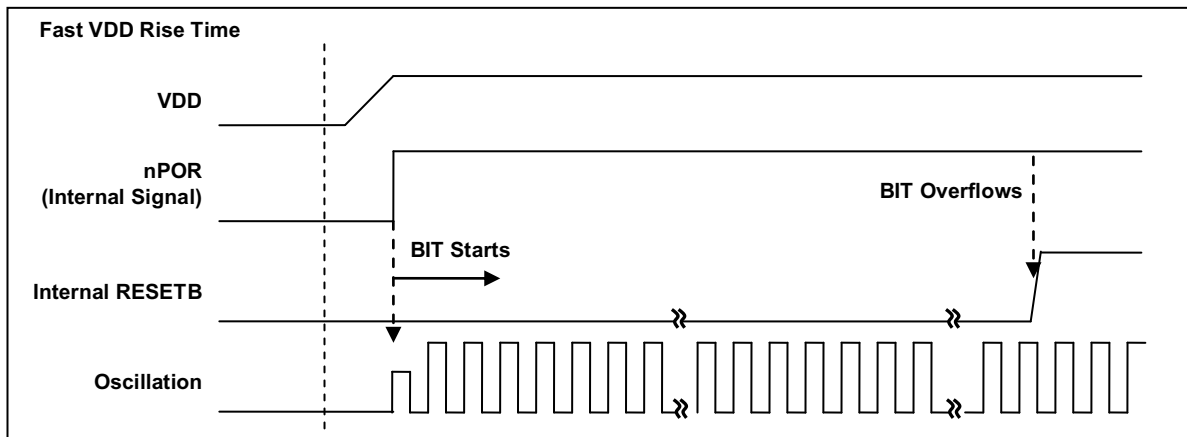 Fast VDD Rise Time
VDD
nPOR
(Internal Signal)
BIT Overflows
BIT Starts
Internal RESETB
Oscillation